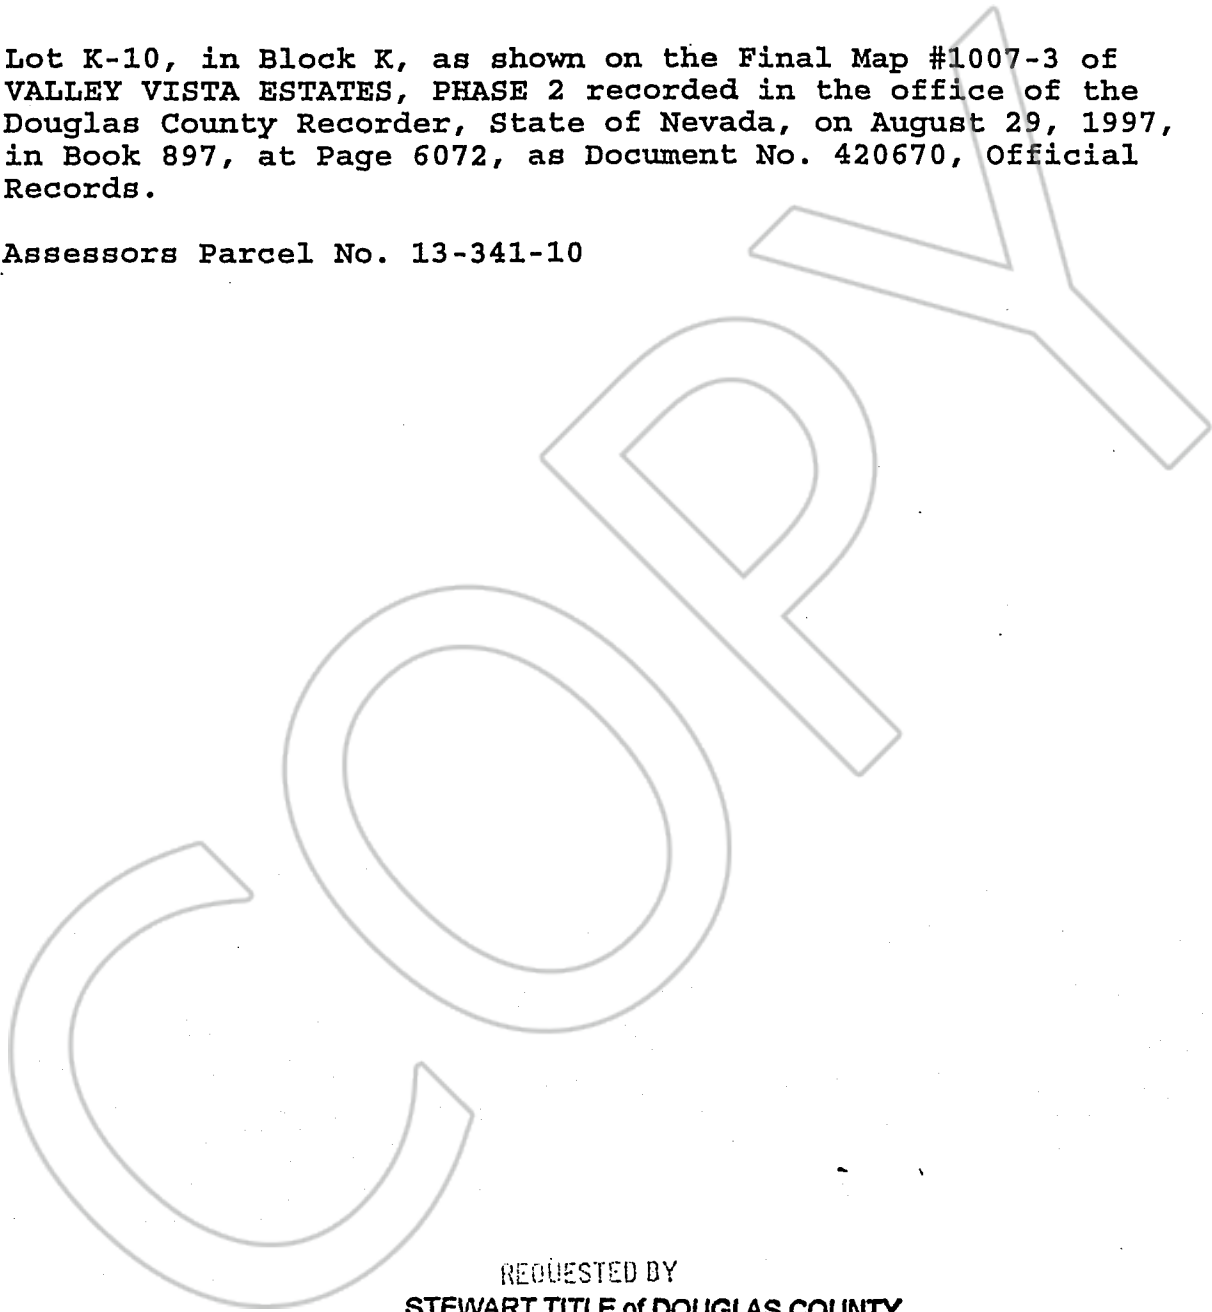 Lot K-10, in Block K, as shown on the Final Map #1007-3 of
VALLEY VISTA ESTATES, PHASE 2 recorded in the office of the
Douglas County Recorder, State of Nevada, on August 29, 1997,
in Book 897, at Page 6072, as Document No. 420670, Official
Records.
Assessors Parcel No. 13-341-10
COPY
REQUESTED BY
STEWART TITLE of DOUGLAS COUNTY